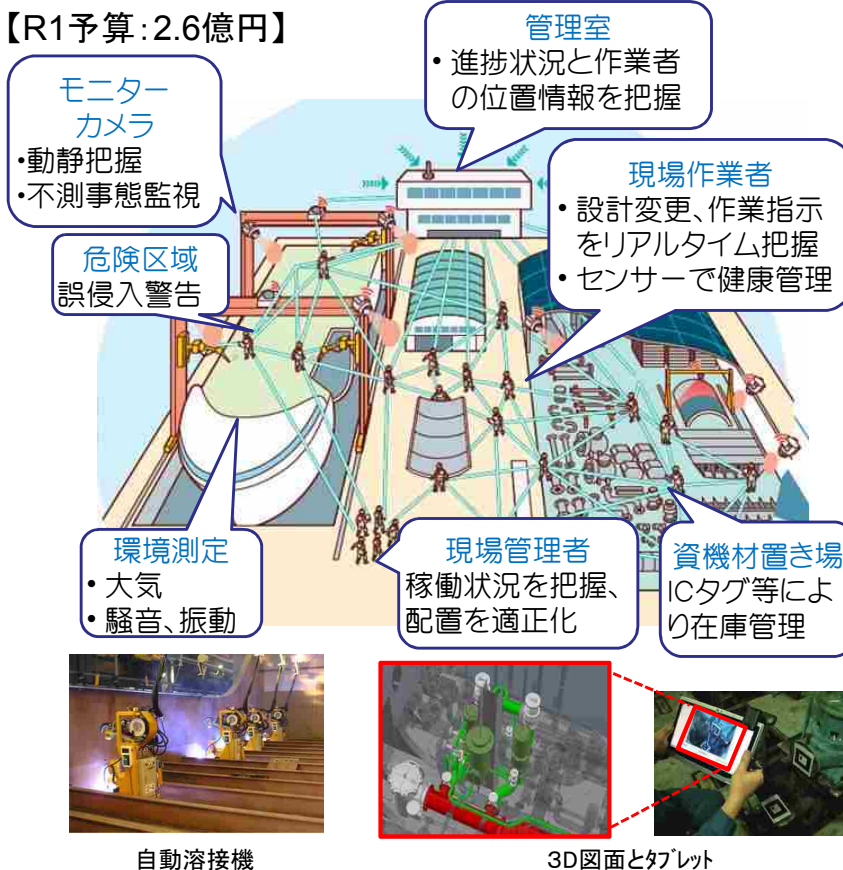 【R1予算:2.6億円】
管理室
• 進捗状況と作業者
の位置情報を把握
モニター
カメラ
•動静把握
•不測事態監視
現場作業者
• 設計変更、作業指示
をリアルタイム把握
• センサーで健康管理
危険区域
誤侵入警告
環境測定
• 大気
• 騒音、振動
現場管理者
稼働状況を把握、
配置を適正化
資機材置き場
ICタグ等によ
り在庫管理
自動溶接機
3D図面とタブレット